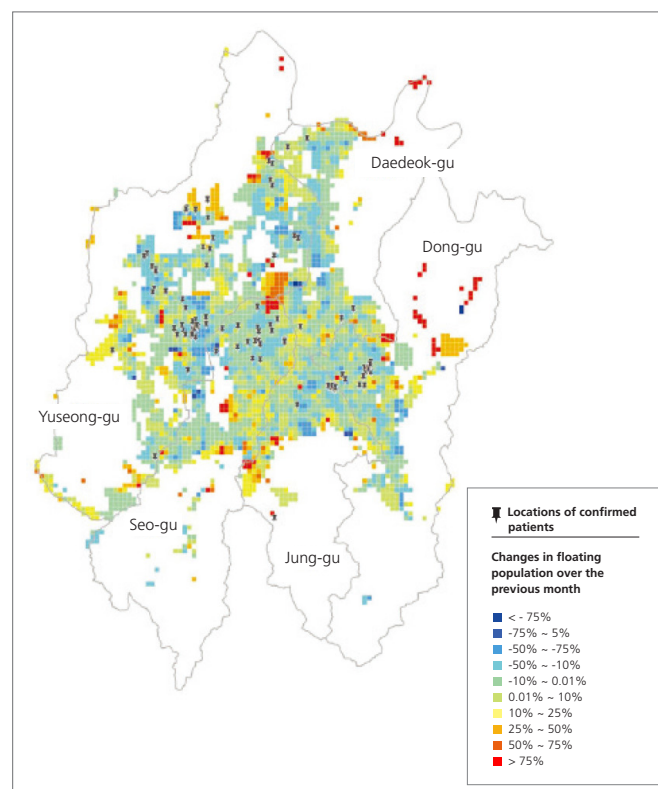 Daedeok-gu
Dong-gu
Yuseong-gu
Seo-gu
Jung-gu
Locations of confirmed
patients
Changes in floating
population over the
previous month
< - 75%
-75% ~ 5%
-50% ~ -75%
-50% ~ -10%
-10% ~ 0.01%
0.01% ~ 10%
10% ~ 25%
25% ~ 50%
50% ~ 75%
> 75%